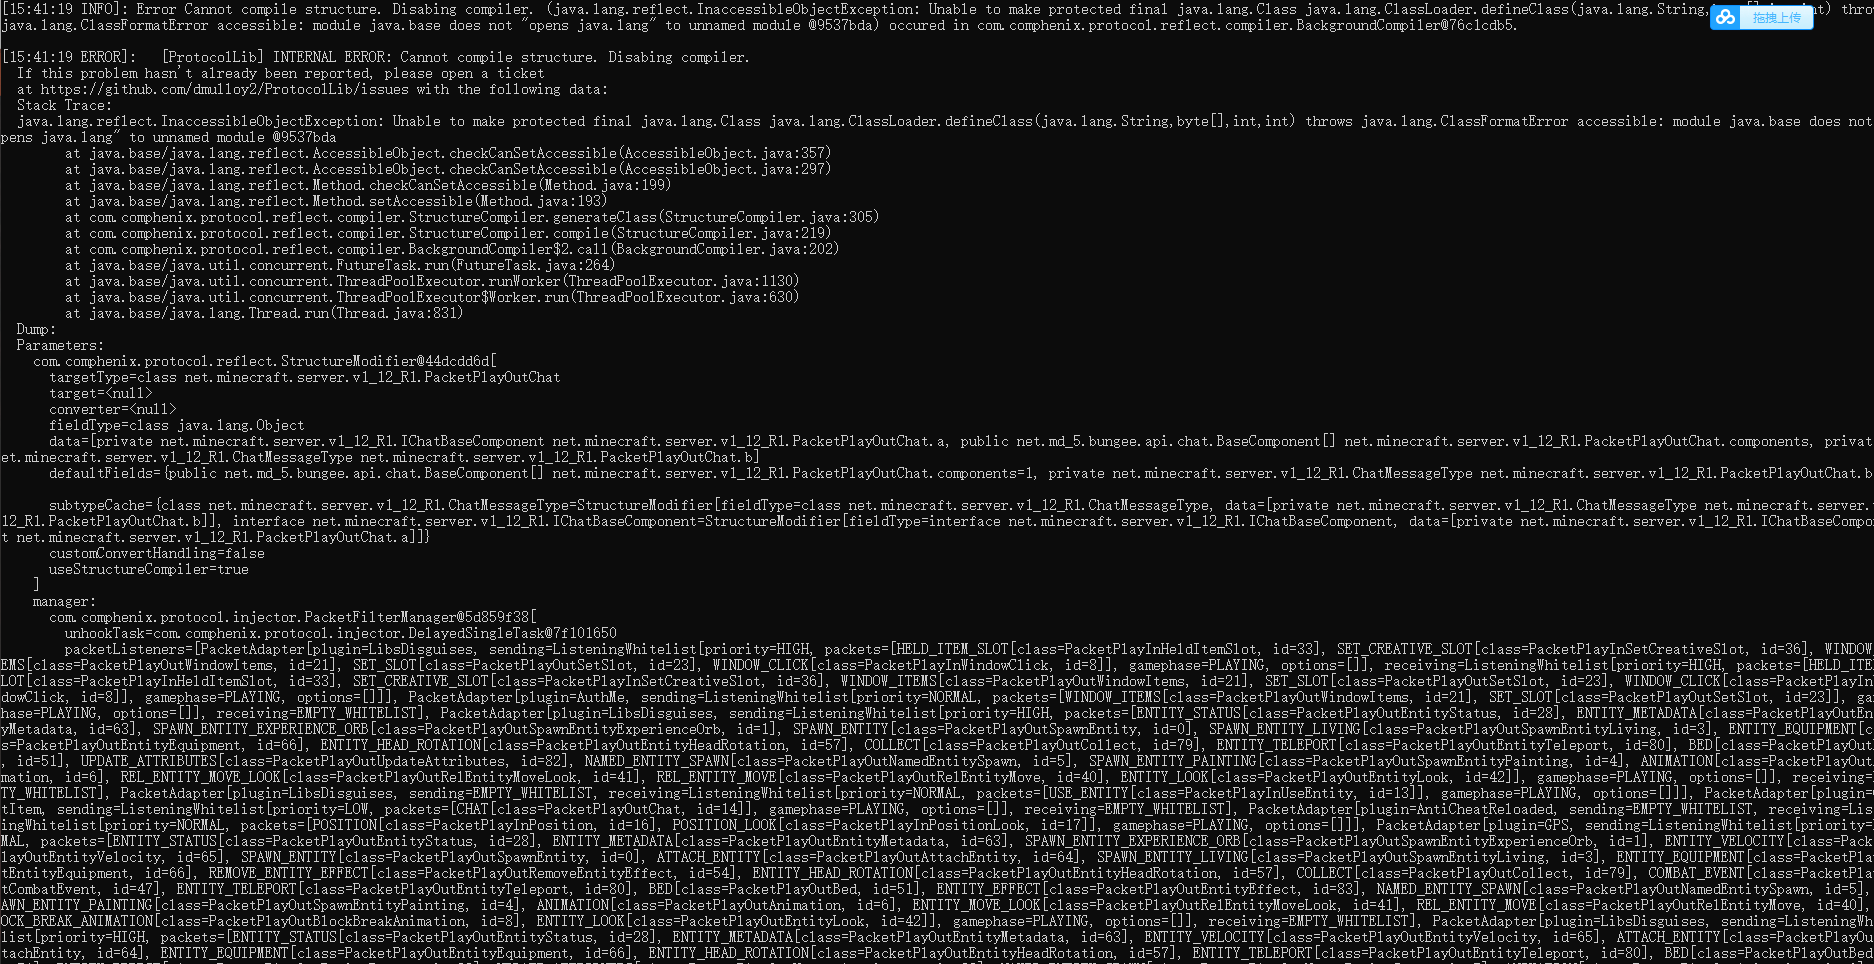 [15:41:19 INFO]: Error Cannot compile structure. Disabing compiler. (java.lang.reflect.InaccessibleObjectException: Unable to make protected final java.lang.Class java.lang.ClassLoader.defineClass(java.lang.String,byte[],int,int) throws
拖拽上传
java.lang.ClassFormatError accessible: module java.base does not "opens java.lang" to unnamed module @9537bda) occured in com.comphenix.protocol.reflect.compiler.BackgroundCompiler@76c1cdb5.
[15:41:19 ERROR]:   [ProtocolLib] INTERNAL ERROR: Cannot compile structure. Disabing compiler.
If this problem hasn't already been reported, please open a ticket
at https://github.com/dmulloy2/ProtocolLib/issues with the following data:
Stack Trace:
java.lang.reflect.InaccessibleObjectException: Unable to make protected final java.lang.Class java.lang.ClassLoader.defineClass(java.lang.String,byte[],int,int) throws java.lang.ClassFormatError accessible: module java.base does not
pens java.lang" to unnamed module @9537bda
at java.base/java.lang.reflect.AccessibleObject.checkCanSetAccessible(AccessibleObject.java:357)
at java.base/java.lang.reflect.AccessibleObject.checkCanSetAccessible(AccessibleObject.java:297)
at java.base/java.lang.reflect.Method.checkCanSetAccessible(Method.java:199)
at java.base/java.lang.reflect.Method.setAccessible(Method.java:193)
at com.comphenix.protocol.reflect.compiler.StructureCompiler.generateClass(StructureCompiler.java:305)
at com.comphenix.protocol.reflect.compiler.StructureCompiler.compile(StructureCompiler.java:219)
at com.comphenix.protocol.reflect.compiler.BackgroundCompiler$2.call(BackgroundCompiler.java:202)
at java.base/java.util.concurrent.FutureTask.run(FutureTask.java:264)
at java.base/java.util.concurrent.ThreadPoolExecutor.runWorker(ThreadPoolExecutor.java:1130)
at java.base/java.util.concurrent.ThreadPoolExecutor$Worker.run(ThreadPoolExecutor.java:630)
at java.base/java.lang.Thread.run(Thread.java:831)
Dump:
Parameters:
com.comphenix.protocol.reflect.StructureModifier@44dcdd6d[
targetType=class net.minecraft.server.v1_12_R1.PacketPlayOutChat
target=<null>
converter=<null>
fieldType=class java.lang.Object
data=[private net.minecraft.server.v1_12_R1.IChatBaseComponent net.minecraft.server.v1_12_R1.PacketPlayOutChat.a, public net.md_5.bungee.api.chat.BaseComponent[] net.minecraft.server.v1_12_R1.PacketPlayOutChat.components, privat
et.minecraft.server.v1_12_R1.ChatMessageType net.minecraft.server.v1_12_R1.PacketPlayOutChat.b]
defaultFields={public net.md_5.bungee.api.chat.BaseComponent[] net.minecraft.server.v1_12_R1.PacketPlayOutChat.components=1, private net.minecraft.server.v1_12_R1.ChatMessageType net.minecraft.server.v1_12_R1.PacketPlayOutChat.b
subtypeCache={class net.minecraft.server.v1_12_R1.ChatMessageType=StructureModifier[fieldType=class net.minecraft.server.v1_12_R1.ChatMessageType, data=[private net.minecraft.server.v1_12_R1.ChatMessageType net.minecraft.server.v
12_R1.PacketPlayOutChat.b]], interface net.minecraft.server.v1_12_R1.IChatBaseComponent=StructureModifier[fieldType=interface net.minecraft.server.v1_12_R1.IChatBaseComponent, data=[private net.minecraft.server.v1_12_R1.IChatBaseCompon
t net.minecraft.server.v1_12_R1.PacketPlayOutChat.a]]}
customConvertHandling=false
useStructureCompiler=true
]
manager:
com.comphenix.protocol.injector.PacketFilterManager@5d859f38[
unhookTask=com.comphenix.protocol.injector.DelayedSingleTask@7f101650
packetListeners=[PacketAdapter[plugin=LibsDisguises, sending=ListeningWhitelist[priority=HIGH, packets=[HELD_ITEM_SLOT[class=PacketPlayInHeldItemSlot, id=33], SET_CREATIVE_SLOT[class=PacketPlayInSetCreativeSlot, id=36], WINDOW_
EMS[class=PacketPlayOutWindowItems, id=21], SET_SLOT[class=PacketPlayOutSetSlot, id=23], WINDOW_CLICK[class=PacketPlayInWindowClick, id=8]], gamephase=PLAYING, options=[]], receiving=ListeningWhitelist[priority=HIGH, packets=[HELD_ITE
LOT[class=PacketPlayInHeldItemSlot, id=33], SET_CREATIVE_SLOT[class=PacketPlayInSetCreativeSlot, id=36], WINDOW_ITEMS[class=PacketPlayOutWindowItems, id=21], SET_SLOT[class=PacketPlayOutSetSlot, id=23], WINDOW_CLICK[class=PacketPlayIn
ndowClick, id=8]], gamephase=PLAYING, options=[]]], PacketAdapter[plugin=AuthMe, sending=ListeningWhitelist[priority=NORMAL, packets=[WINDOW_ITEMS[class=PacketPlayOutWindowItems, id=21], SET_SLOT[class=PacketPlayOutSetSlot, id=23]], ga
hase=PLAYING, options=[]], receiving=EMPTY_WHITELIST], PacketAdapter[plugin=LibsDisguises, sending=ListeningWhitelist[priority=HIGH, packets=[ENTITY_STATUS[class=PacketPlayOutEntityStatus, id=28], ENTITY_METADATA[class=PacketPlayOutEn
yMetadata, id=63], SPAWN_ENTITY_EXPERIENCE_ORB[class=PacketPlayOutSpawnEntityExperienceOrb, id=1], SPAWN_ENTITY[class=PacketPlayOutSpawnEntity, id=0], SPAWN_ENTITY_LIVING[class=PacketPlayOutSpawnEntityLiving, id=3], ENTITY_EQUIPMENT[c
s=PacketPlayOutEntityEquipment, id=66], ENTITY_HEAD_ROTATION[class=PacketPlayOutEntityHeadRotation, id=57], COLLECT[class=PacketPlayOutCollect, id=79], ENTITY_TELEPORT[class=PacketPlayOutEntityTeleport, id=80], BED[class=PacketPlayOut
, id=51], UPDATE_ATTRIBUTES[class=PacketPlayOutUpdateAttributes, id=82], NAMED_ENTITY_SPAWN[class=PacketPlayOutNamedEntitySpawn, id=5], SPAWN_ENTITY_PAINTING[class=PacketPlayOutSpawnEntityPainting, id=4], ANIMATION[class=PacketPlayOut
mation, id=6], REL_ENTITY_MOVE_LOOK[class=PacketPlayOutRelEntityMoveLook, id=41], REL_ENTITY_MOVE[class=PacketPlayOutRelEntityMove, id=40], ENTITY_LOOK[class=PacketPlayOutEntityLook, id=42]], gamephase=PLAYING, options=[]], receiving=
TY_WHITELIST], PacketAdapter[plugin=LibsDisguises, sending=EMPTY_WHITELIST, receiving=ListeningWhitelist[priority=NORMAL, packets=[USE_ENTITY[class=PacketPlayInUseEntity, id=13]], gamephase=PLAYING, options=[]]], PacketAdapter[plugin=
tItem, sending=ListeningWhitelist[priority=LOW, packets=[CHAT[class=PacketPlayOutChat, id=14]], gamephase=PLAYING, options=[]], receiving=EMPTY_WHITELIST], PacketAdapter[plugin=AntiCheatReloaded, sending=EMPTY_WHITELIST, receiving=Lis
ingWhitelist[priority=NORMAL, packets=[POSITION[class=PacketPlayInPosition, id=16], POSITION_LOOK[class=PacketPlayInPositionLook, id=17]], gamephase=PLAYING, options=[]]], PacketAdapter[plugin=GPS, sending=ListeningWhitelist[priority=
MAL, packets=[ENTITY_STATUS[class=PacketPlayOutEntityStatus, id=28], ENTITY_METADATA[class=PacketPlayOutEntityMetadata, id=63], SPAWN_ENTITY_EXPERIENCE_ORB[class=PacketPlayOutSpawnEntityExperienceOrb, id=1], ENTITY_VELOCITY[class=Pack
layOutEntityVelocity, id=65], SPAWN_ENTITY[class=PacketPlayOutSpawnEntity, id=0], ATTACH_ENTITY[class=PacketPlayOutAttachEntity, id=64], SPAWN_ENTITY_LIVING[class=PacketPlayOutSpawnEntityLiving, id=3], ENTITY_EQUIPMENT[class=PacketPla
tEntityEquipment, id=66], REMOVE_ENTITY_EFFECT[class=PacketPlayOutRemoveEntityEffect, id=54], ENTITY_HEAD_ROTATION[class=PacketPlayOutEntityHeadRotation, id=57], COLLECT[class=PacketPlayOutCollect, id=79], COMBAT_EVENT[class=PacketPla
tCombatEvent, id=47], ENTITY_TELEPORT[class=PacketPlayOutEntityTeleport, id=80], BED[class=PacketPlayOutBed, id=51], ENTITY_EFFECT[class=PacketPlayOutEntityEffect, id=83], NAMED_ENTITY_SPAWN[class=PacketPlayOutNamedEntitySpawn, id=5],
AWN_ENTITY_PAINTING[class=PacketPlayOutSpawnEntityPainting, id=4], ANIMATION[class=PacketPlayOutAnimation, id=6], ENTITY_MOVE_LOOK[class=PacketPlayOutRelEntityMoveLook, id=41], REL_ENTITY_MOVE[class=PacketPlayOutRelEntityMove, id=40],
OCK_BREAK_ANIMATION[class=PacketPlayOutBlockBreakAnimation, id=8], ENTITY_LOOK[class=PacketPlayOutEntityLook, id=42]], gamephase=PLAYING, options=[]], receiving=EMPTY_WHITELIST], PacketAdapter[plugin=LibsDisguises, sending=ListeningWh
list[priority=HIGH, packets=[ENTITY_STATUS[class=PacketPlayOutEntityStatus, id=28], ENTITY_METADATA[class=PacketPlayOutEntityMetadata, id=63], ENTITY_VELOCITY[class=PacketPlayOutEntityVelocity, id=65], ATTACH_ENTITY[class=PacketPlayOu
tachEntity, id=64], ENTITY_EQUIPMENT[class=PacketPlayOutEntityEquipment, id=66], ENTITY_HEAD_ROTATION[class=PacketPlayOutEntityHeadRotation, id=57], ENTITY_TELEPORT[class=PacketPlayOutEntityTeleport, id=80], BED[class=PacketPlayOutBed